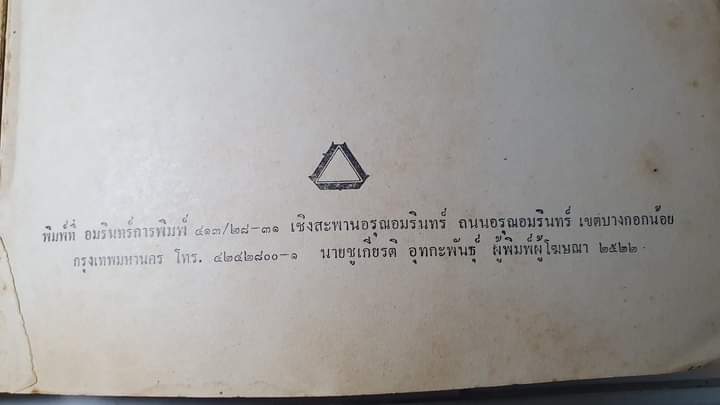 พิมพ์ที่ อมรินทร์การพิมพ์ ๔๑๓/๒๘-๓๑ เชิงสะพานอรุณอมรินทร์ ถนนอรุณอมรินทร์ เขตบางกอกน้อย
กรุงเทพมหานคร โทร. ๔๒๔๒๘๐๐-๑ นายชูเกียรติ อุทกะพันธุ์ ผู้พิมพ์ผู้โฆษณา ๒๕๒๒